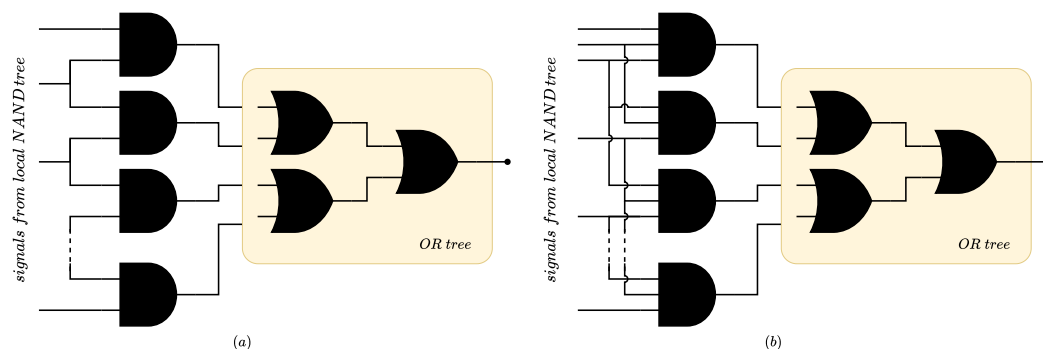 signals from local NAND tree
OR tree
(a)
signals from local NAND tree
OR tree
(b)